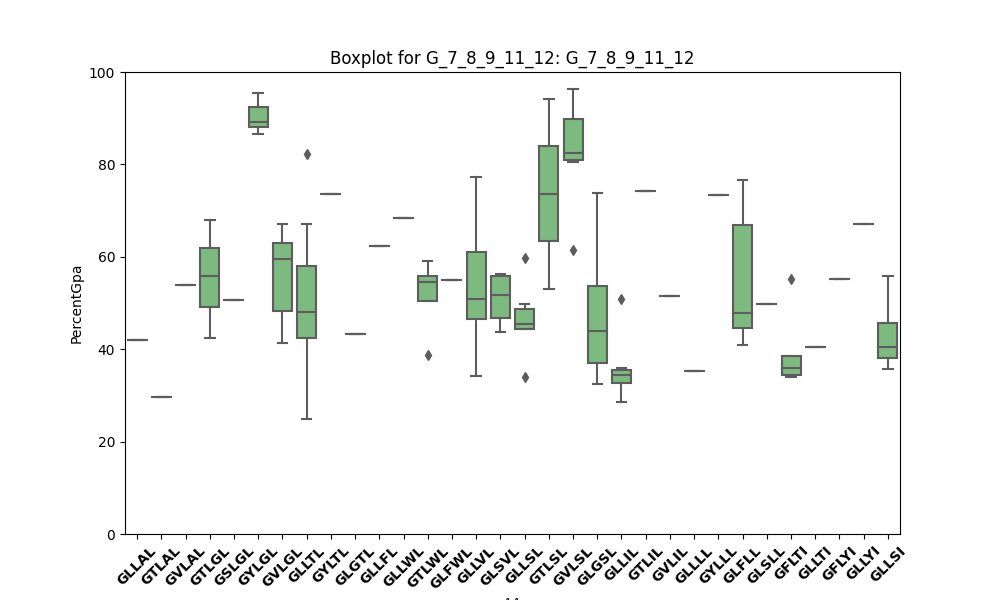 Boxplot for G_7_8_9_11_12: G_7_8_9_11_12
100
80
60
40
20
0
PercentGpa
GLLAL
GTLAL
GVLAL
GTLGL
GSLGL
GYLGL
GVLGL
GLLTL
GYLTL
GLGTL
GLLFL
GLLWL
GTLWL
GLFWL
GLLVL
GLSVL
GLLSL
GTLSL
GVLSL
GLGSL
GLLIL
GTLIL
GVLIL
GLLLL
GYLLL
GLFLL
GLSLL
GFLTI
GLLTI
GFLYI
GLLYI
GLLSI